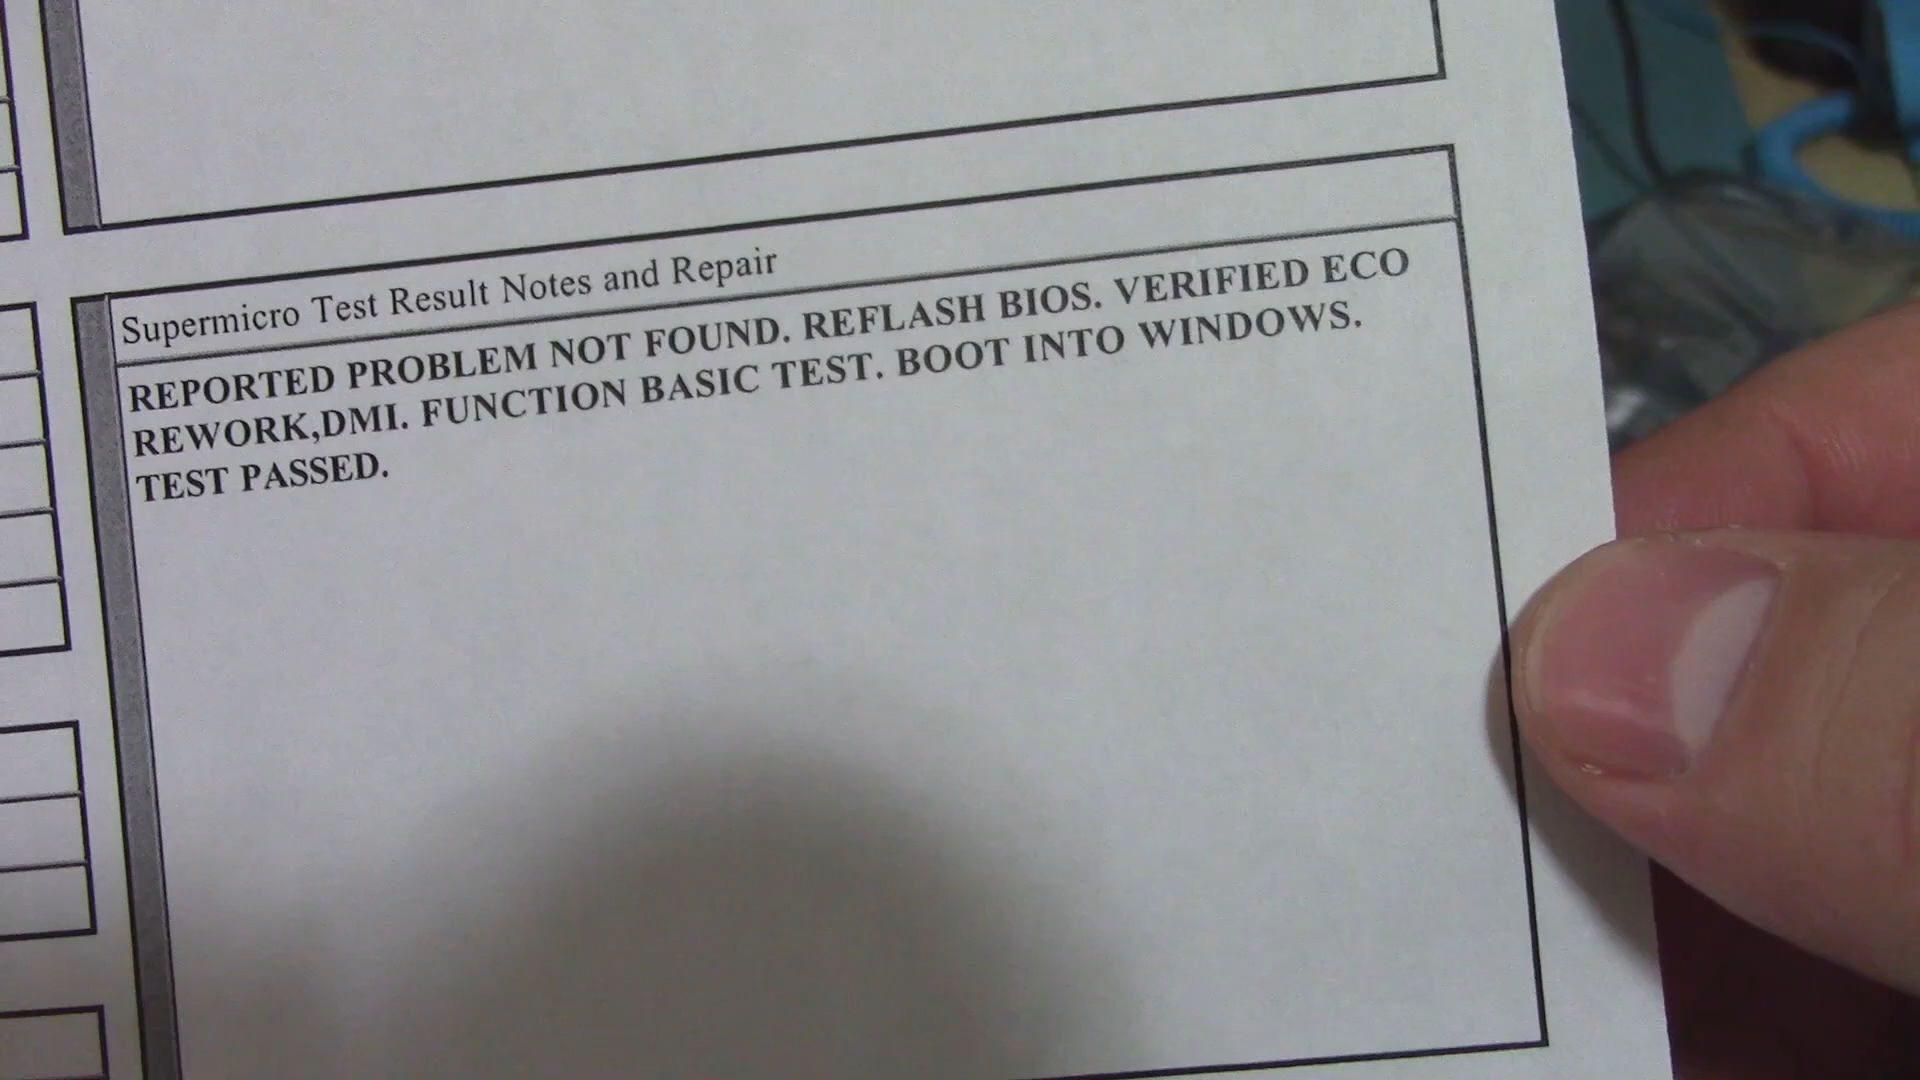 Supermicro Test Result Notes and Repair
REPORTED PROBLEM NOT FOUND. REFLASH BIOS. VERIFIED ECO
REWORK,DMI. FUNCTION BASIC TEST. BOOT INTO WINDOWS.
TEST PASSED.